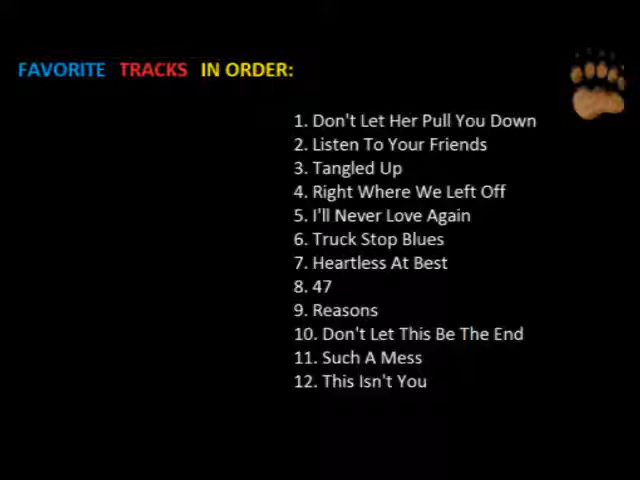 FAVORITE TRACKS IN ORDER:
1. Don't Let Her Pull You Down
2. Listen To Your Friends
3. Tangled Up
4. Right Where We Left Off
5. I'll Never Love Again
6. Truck Stop Blues
7. Heartless At Best
8. 47
9. Reasons
10. Don't Let This Be The End
11. Such A Mess
12. This Isn't You